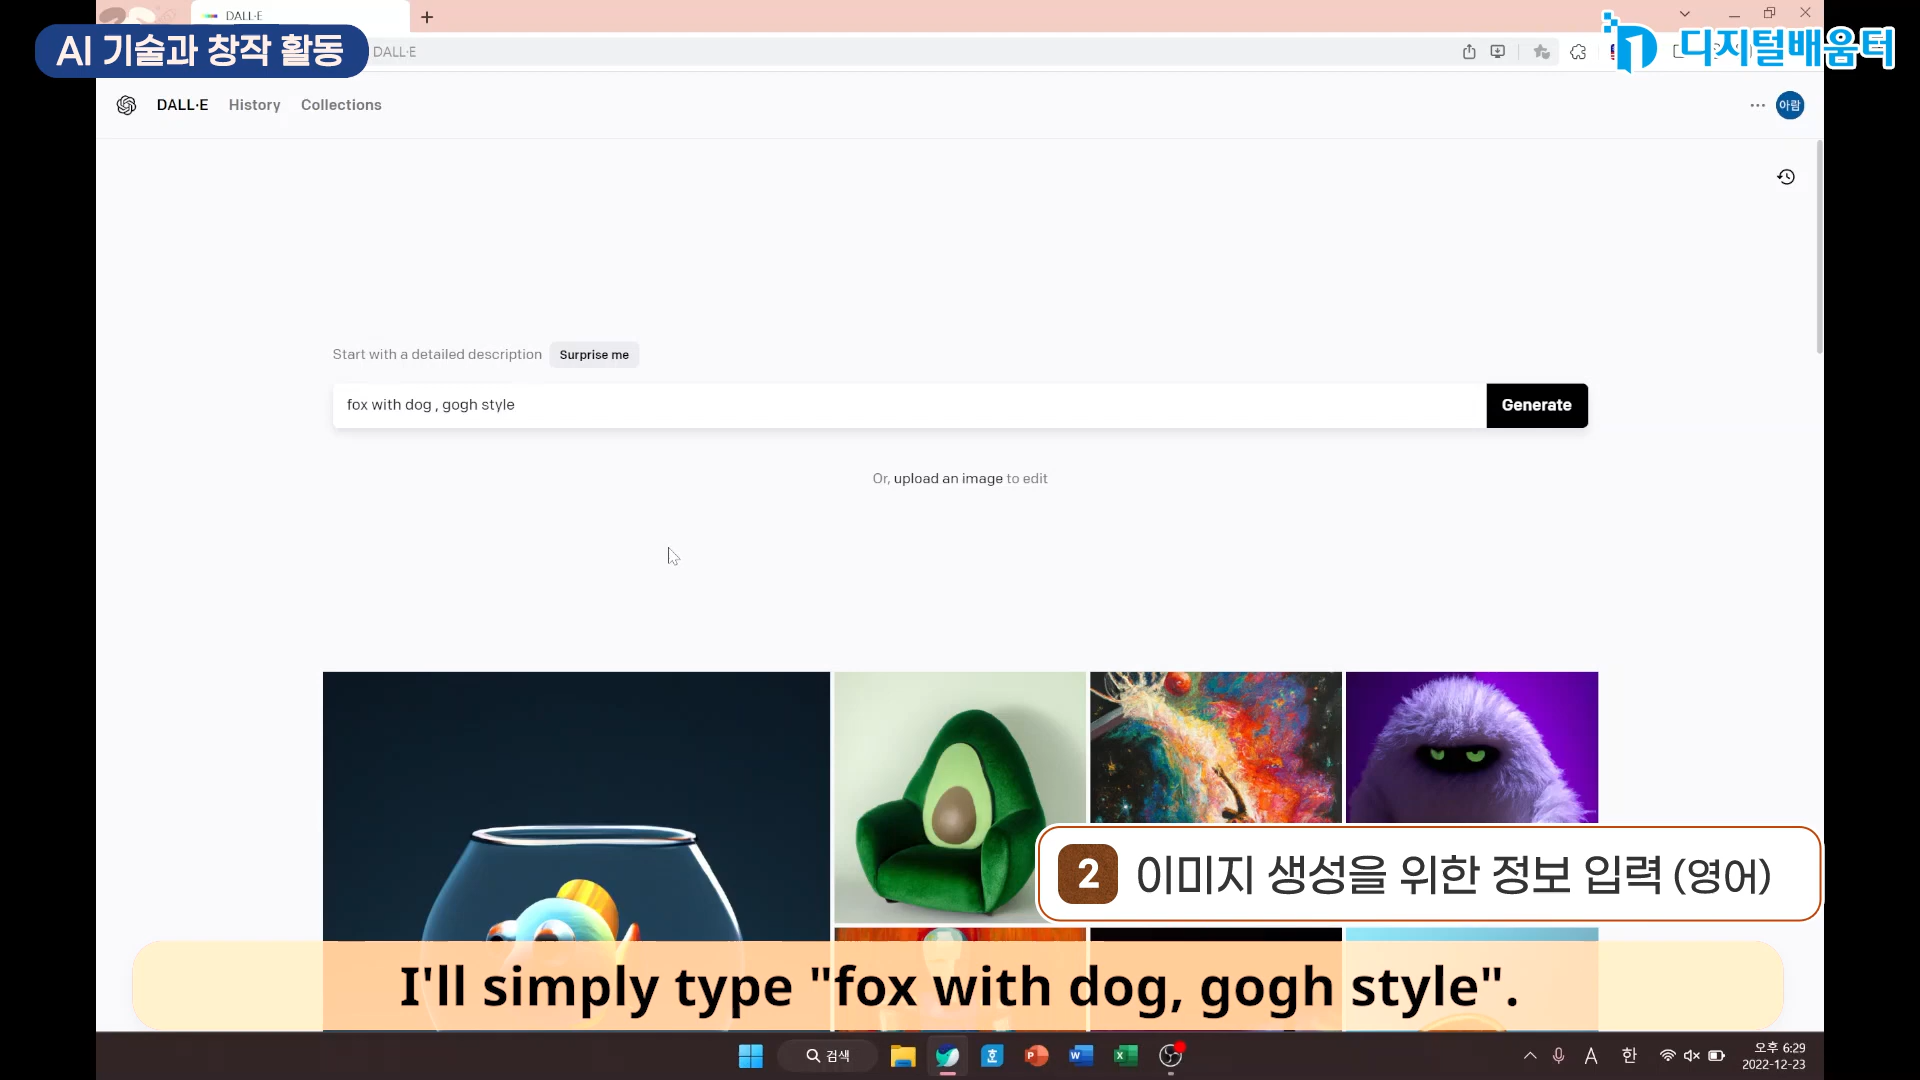 DALL·E
AI 기술과 창작 활동
DALL·E
디지털배움터
DALL·E
History
Collections
아람
Start with a detailed description
Surprise me
fox with dog , gogh style
Generate
Or, upload an image to edit
2 이미지 생성을 위한 정보 입력 (영어)
I'll simply type "fox with dog, gogh style".
검색
A
한
오후 6:29
2022-12-23